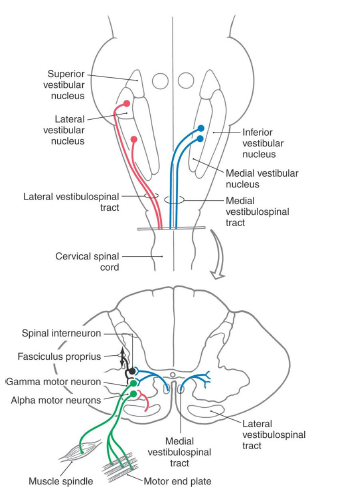 Superior
vestibular
nucleus
Lateral
vestibular
nucleus
Inferior
vestibular
nucleus
Medial vestibular
nucleus
Lateral vestibulospinal
tract
Medial
vestibulospinal
tract
Cervical spinal
cord
Spinal interneuron
Fasciculus proprius
Gamma motor neuron
Alpha motor neurons
Lateral
vestibulospinal
tract
Medial
vestibulospinal
tract
Muscle spindle
Motor end plate